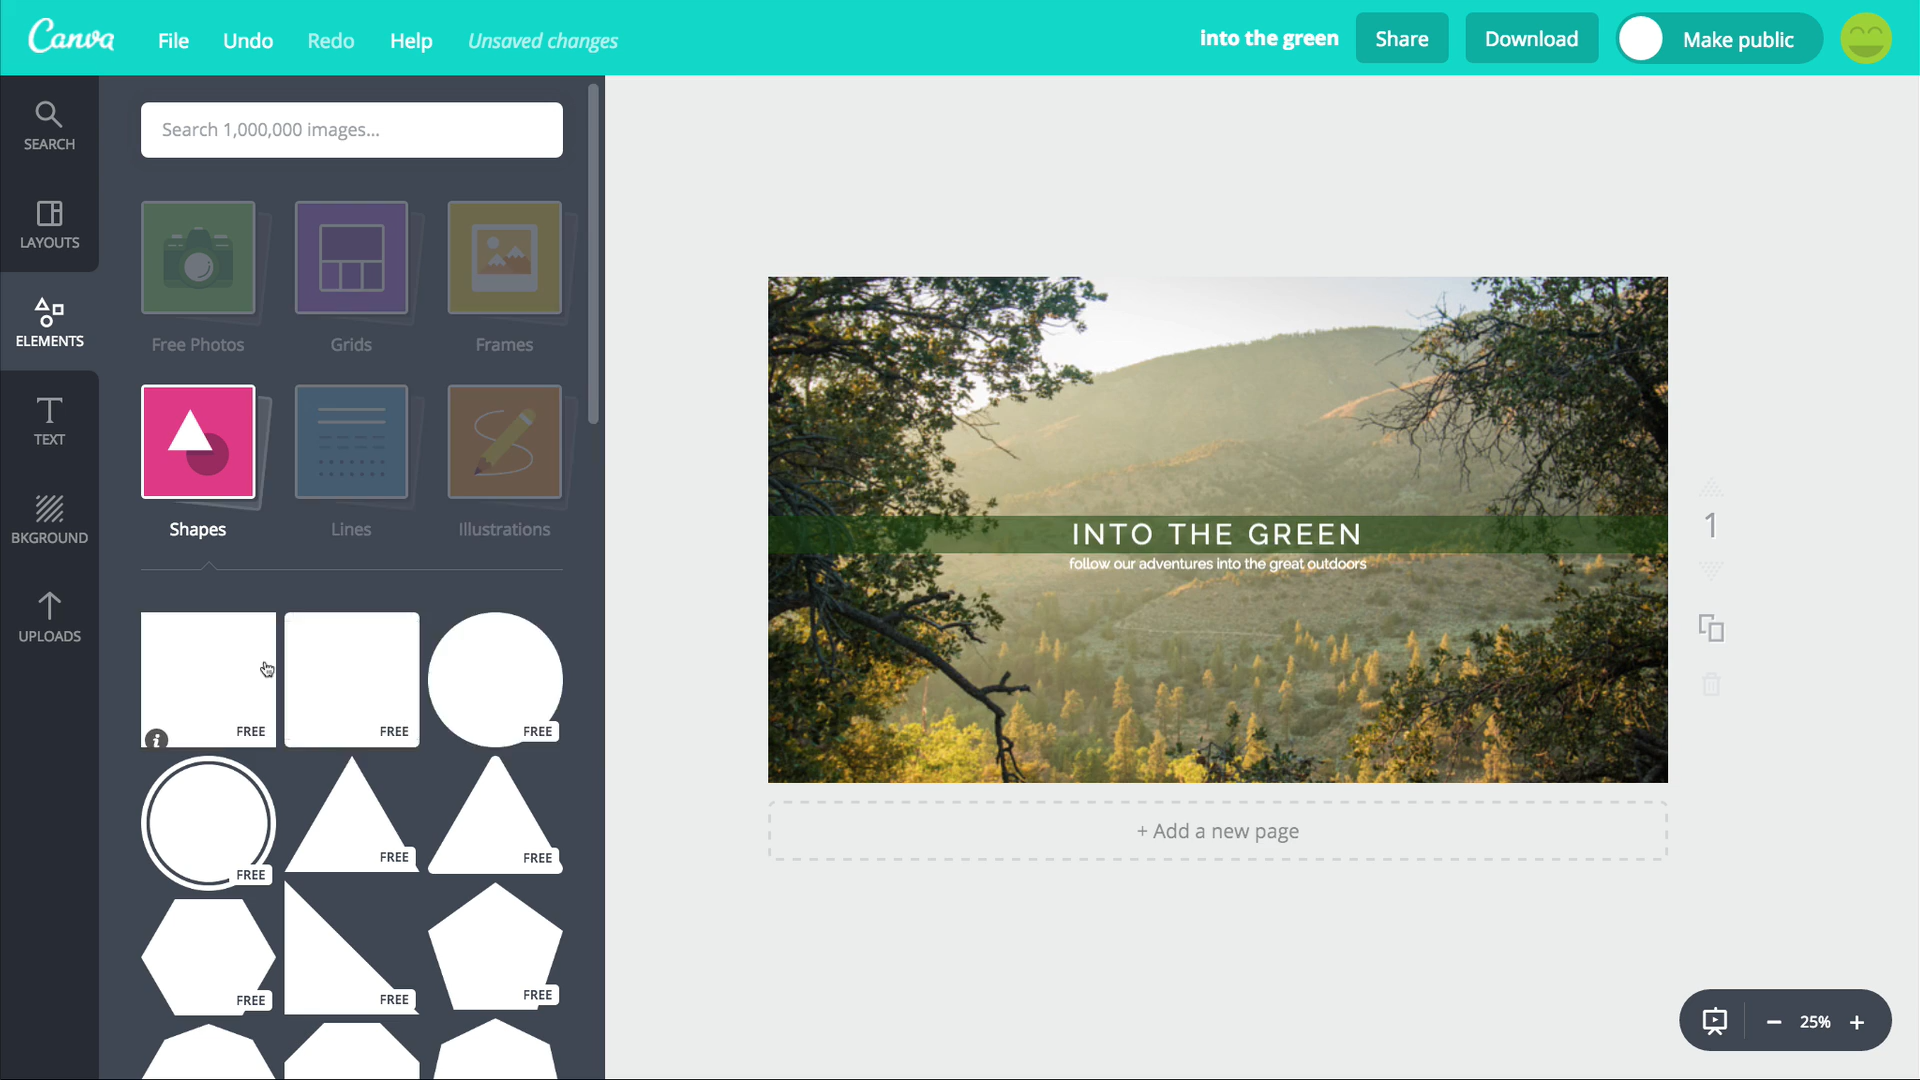 Canva File Undo Redo Help Unsaved changes into the green Share Download Make public
SEARCH
LAYOUTS
ELEMENTS
TEXT
BKGROUND
UPLOADS
Search 1,000,000 images...
Free Photos Grids Frames
Shapes Lines Illustrations
FREE FREE FREE
FREE FREE FREE
FREE FREE FREE
INTO THE GREEN
follow our adventures into the great outdoors
1
+ Add a new page
25%